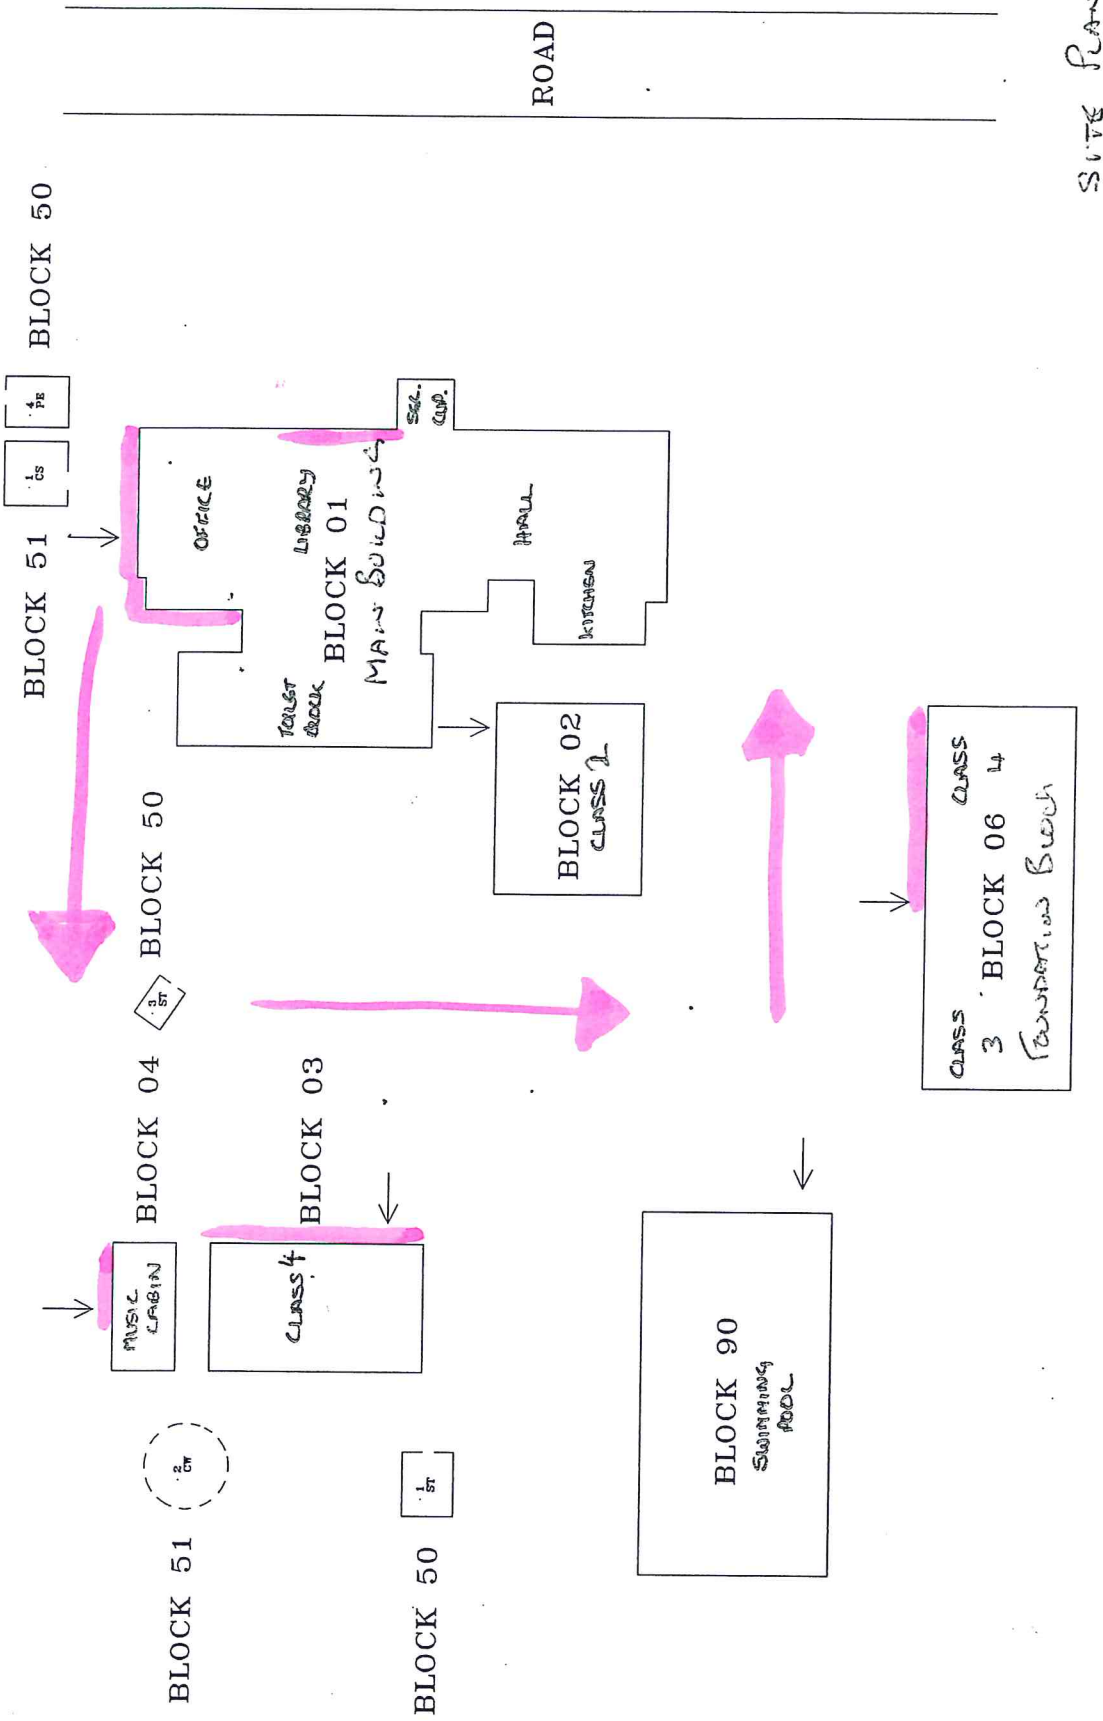 ROAD
SITE PLAN
BLOCK 50
4
PE
1
CS
BLOCK 51
OFFICE
LIBRARY
BLOCK 01
MAIN BUILDING
TOILET
BLOCK
HALL
KITCHEN
BLOCK 02
CLASS 2
BLOCK 50
3
ST
BLOCK 04
MUSIC
CABIN
BLOCK 03
CLASS 4
CLASS CLASS
3 BLOCK 06 4
FOUNDATION BLOCK
BLOCK 90
SWIMMING
POOL
2
CW
BLOCK 51
1
ST
BLOCK 50